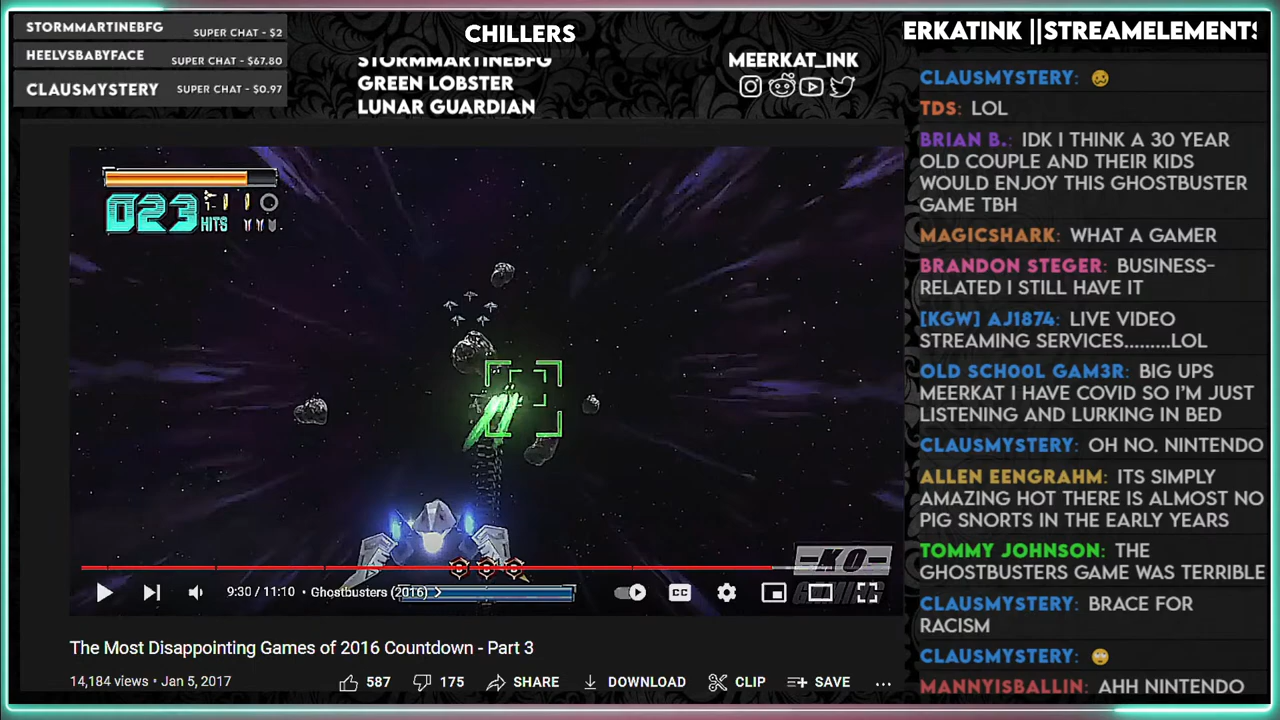 STORMMARTINEBFG SUPER CHAT - $2
HEELVSBABYFACE SUPER CHAT - $67.80
CLAUSMYSTERY SUPER CHAT - $0.97
CHILLERS
STORMMARTINEBFG
GREEN LOBSTER
LUNAR GUARDIAN
MEERKAT_INK
ERKATINK ||STREAMELEMENTS
CLAUSMYSTERY:
TDS: LOL
BRIAN B.: IDK I THINK A 30 YEAR
OLD COUPLE AND THEIR KIDS
WOULD ENJOY THIS GHOSTBUSTER
GAME TBH
MAGICSHARK: WHAT A GAMER
BRANDON STEGER: BUSINESS-
RELATED I STILL HAVE IT
[KGW] AJ1874: LIVE VIDEO
STREAMING SERVICES.........LOL
OLD SCH00L GAM3R: BIG UPS
MEERKAT I HAVE COVID SO I'M JUST
LISTENING AND LURKING IN BED
CLAUSMYSTERY: OH NO. NINTENDO
ALLEN EENGRAHM: ITS SIMPLY
AMAZING HOT THERE IS ALMOST NO
PIG SNORTS IN THE EARLY YEARS
TOMMY JOHNSON: THE
GHOSTBUSTERS GAME WAS TERRIBLE
CLAUSMYSTERY: BRACE FOR
RACISM
CLAUSMYSTERY:
MANNYISBALLIN: AHH NINTENDO
023 HITS
-KO-
GAMING
9:30 / 11:10 • Ghostbusters (2016) >
CC
The Most Disappointing Games of 2016 Countdown - Part 3
14,184 views • Jan 5, 2017
587 175 SHARE DOWNLOAD CLIP SAVE ...